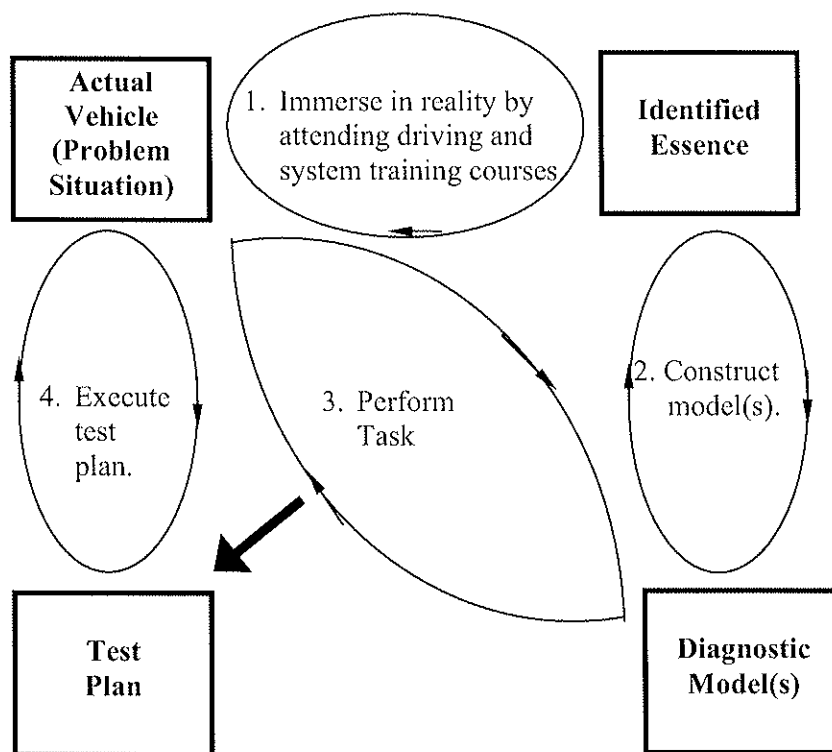 Actual
Vehicle
(Problem
Situation)
1. Immerse in reality by
attending driving and
system training courses
Identified
Essence
4. Execute
test
plan.
3. Perform
Task
2. Construct
model(s).
Test
Plan
Diagnostic
Model(s)